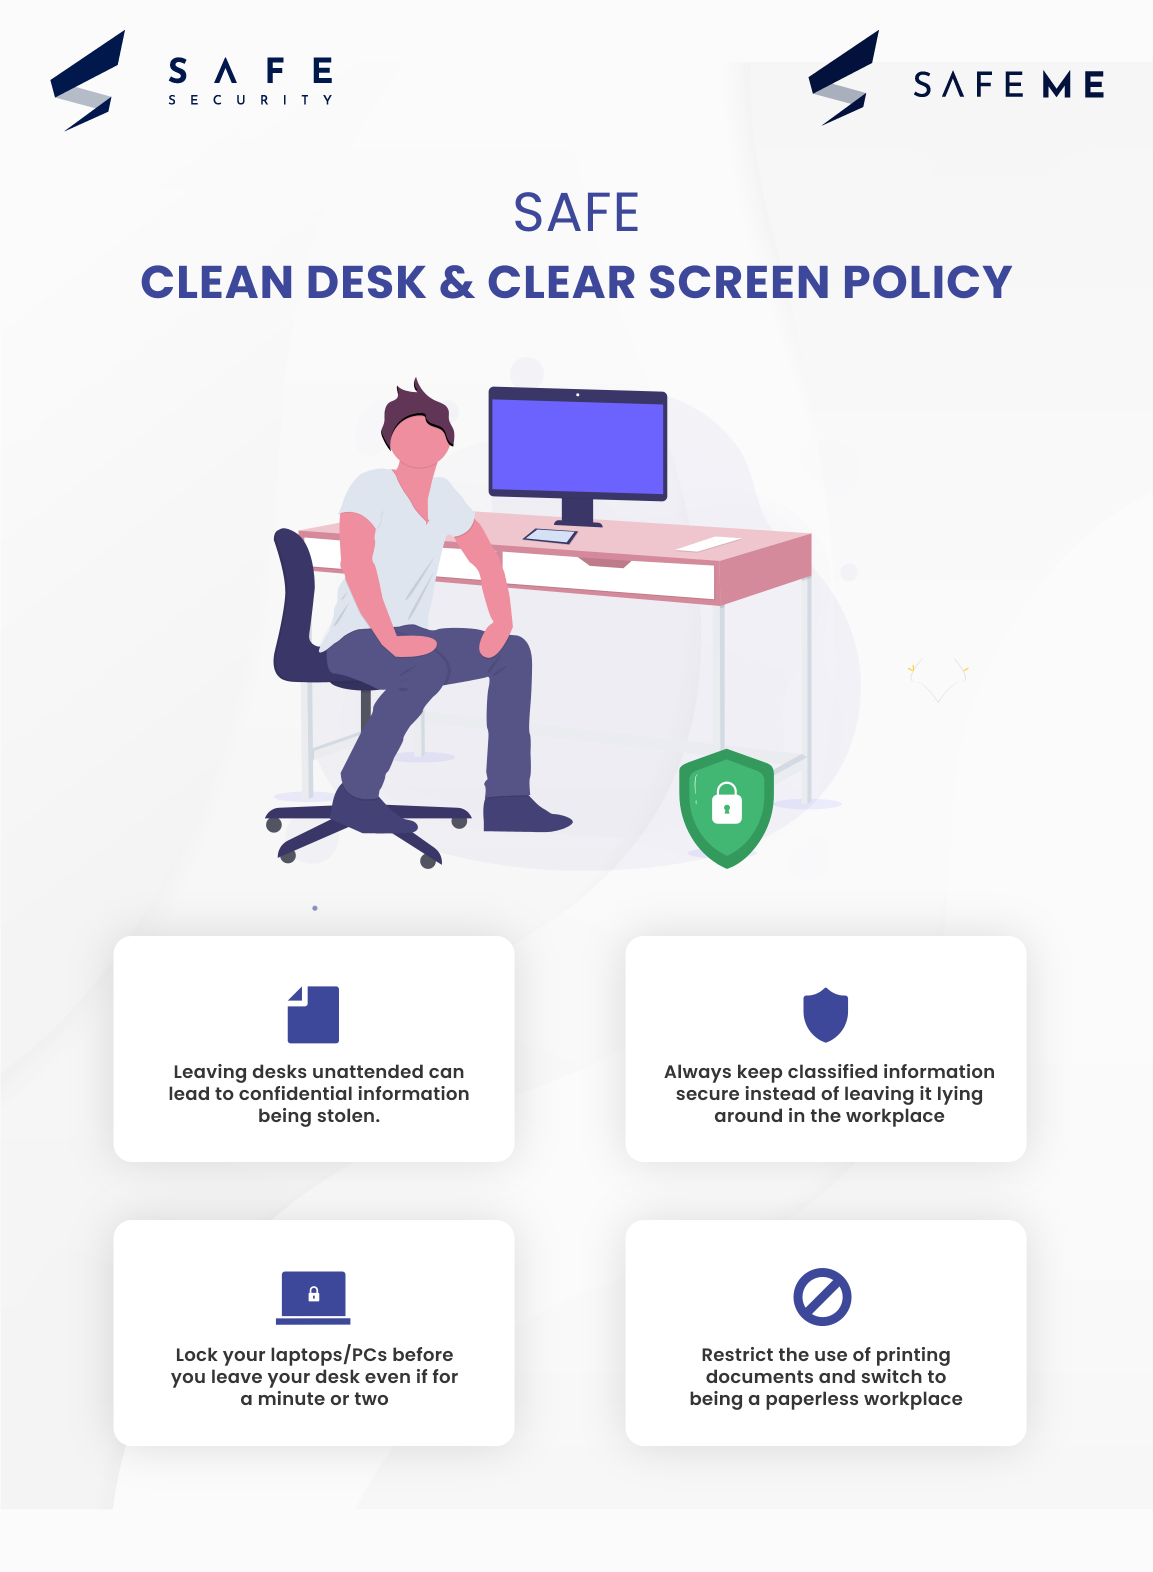 SAFE
SECURITY
SAFEME
SAFE
CLEAN DESK & CLEAR SCREEN POLICY
Leaving desks unattended can
lead to confidential information
being stolen.
Always keep classified information
secure instead of leaving it lying
around in the workplace
Lock your laptops/PCs before
you leave your desk even if for
a minute or two
Restrict the use of printing
documents and switch to
being a paperless workplace